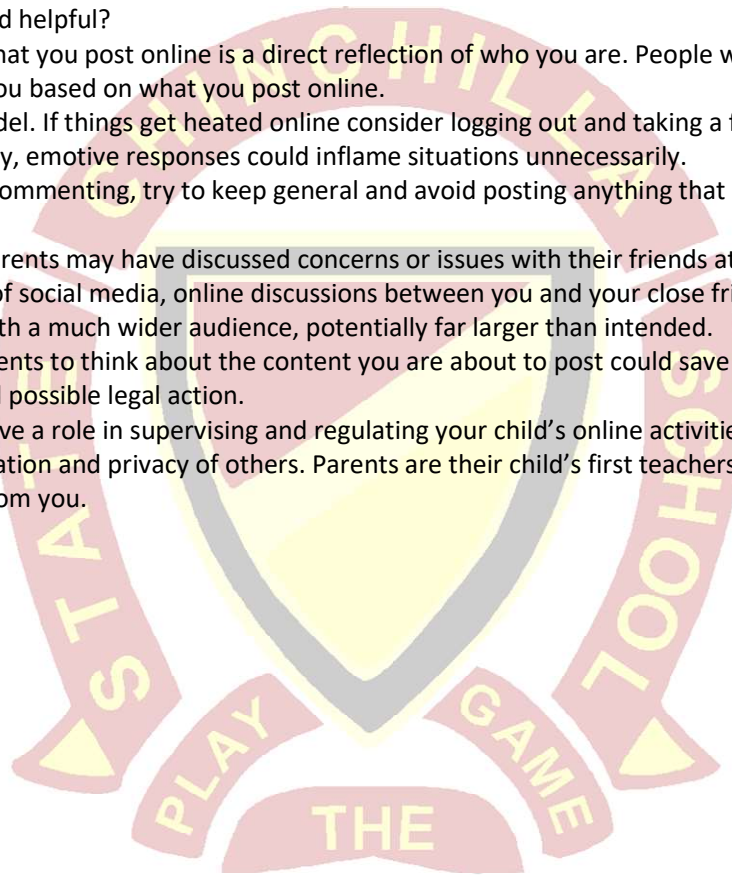 d helpful?
hat you post online is a direct reflection of who you are. People w
ou based on what you post online.
del. If things get heated online consider logging out and taking a f
y, emotive responses could inflame situations unnecessarily.
ommenting, try to keep general and avoid posting anything that
rents may have discussed concerns or issues with their friends at
of social media, online discussions between you and your close fri
th a much wider audience, potentially far larger than intended.
ents to think about the content you are about to post could save
l possible legal action.
ve a role in supervising and regulating your child’s online activitie
ation and privacy of others. Parents are their child’s first teachers
om you.
CHINCHILLA
STATE
SCHOOL
PLAY
THE
GAME